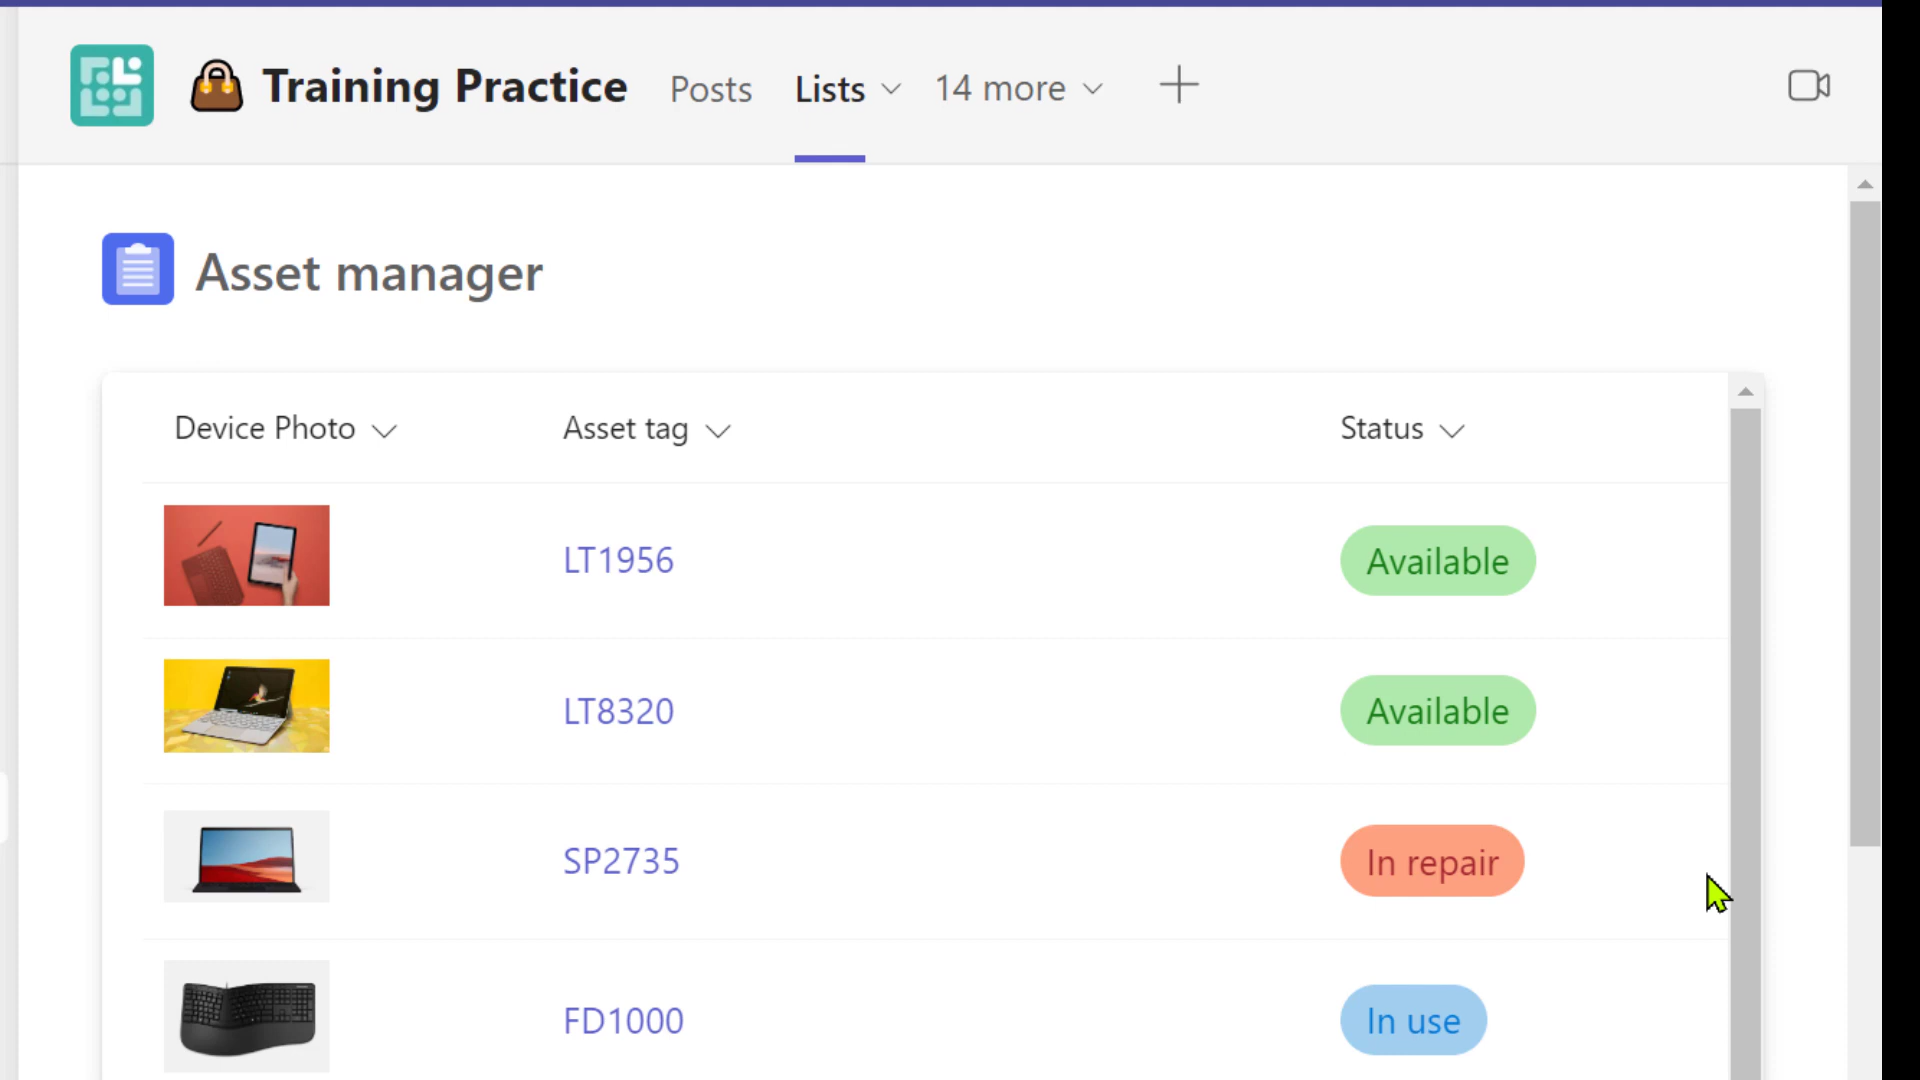 Training Practice Posts Lists 14 more
Asset manager
Device Photo Asset tag Status
LT1956 Available
LT8320 Available
SP2735 In repair
FD1000 In use